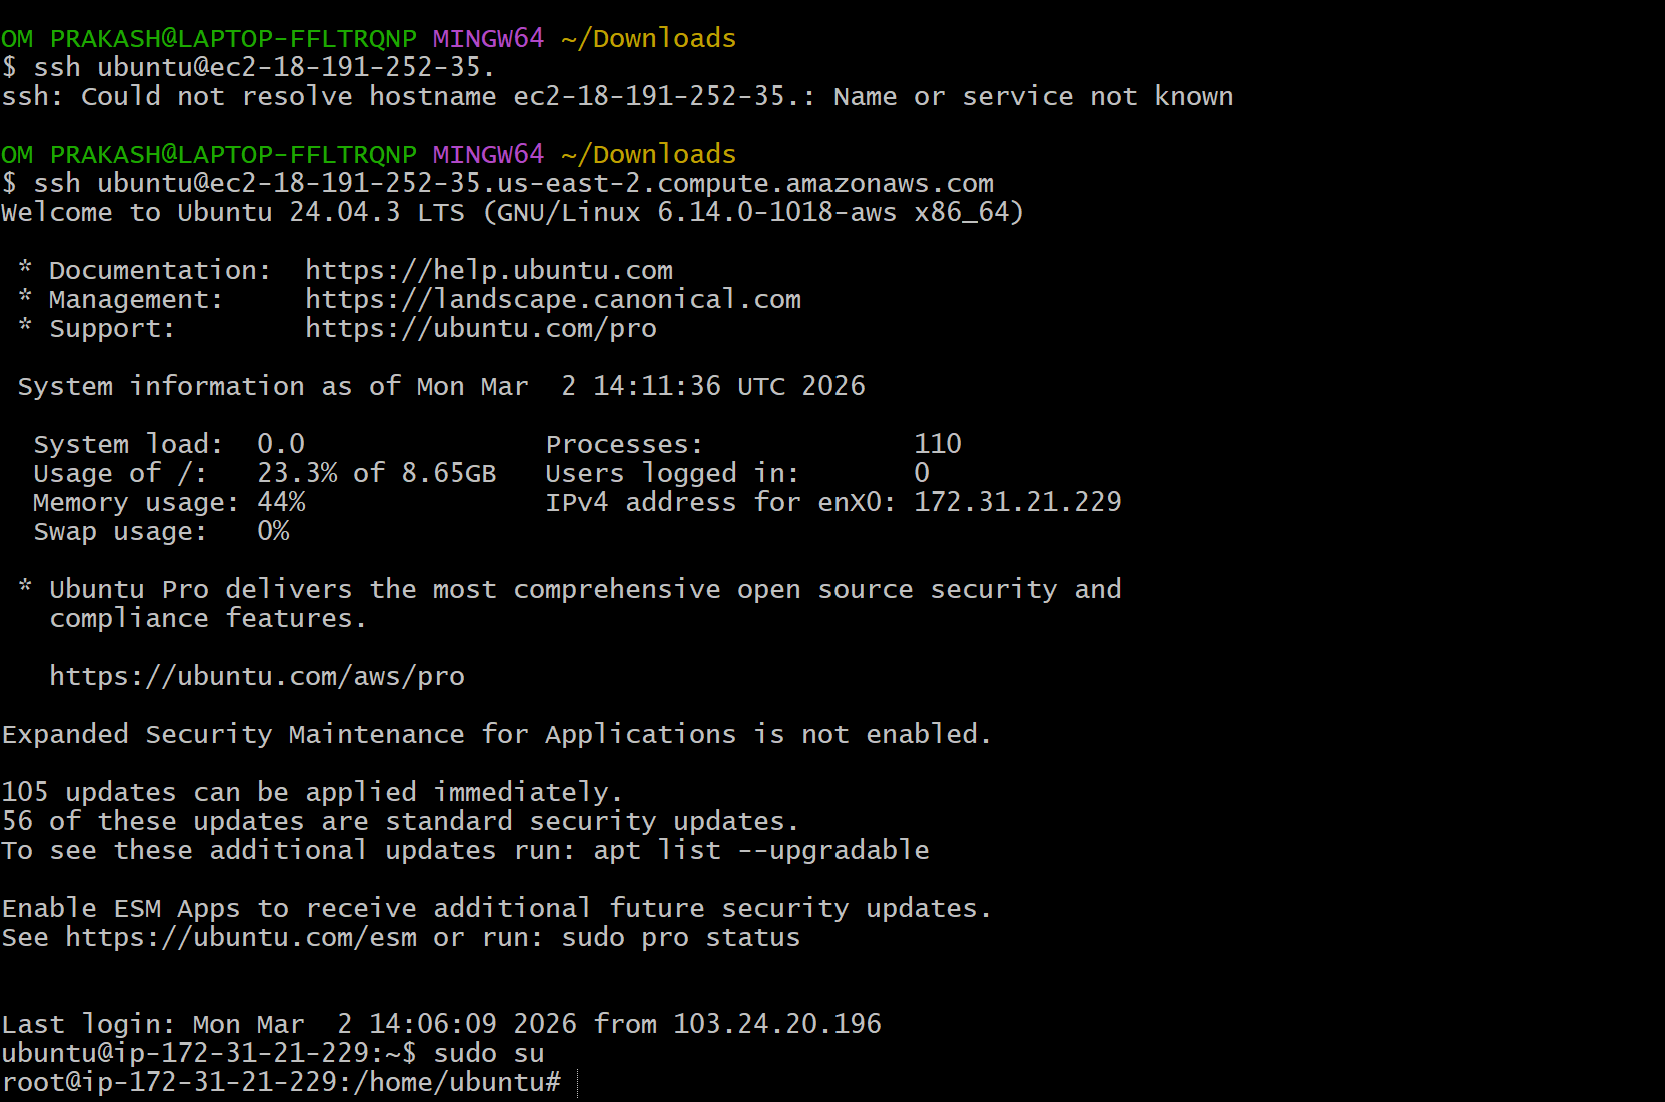 OM PRAKASH@LAPTOP-FFLTRQNP MINGW64 ~/Downloads
$ ssh ubuntu@ec2-18-191-252-35.
ssh: Could not resolve hostname ec2-18-191-252-35.: Name or service not known

OM PRAKASH@LAPTOP-FFLTRQNP MINGW64 ~/Downloads
$ ssh ubuntu@ec2-18-191-252-35.us-east-2.compute.amazonaws.com
Welcome to Ubuntu 24.04.3 LTS (GNU/Linux 6.14.0-1018-aws x86_64)

 * Documentation:  https://help.ubuntu.com
 * Management:     https://landscape.canonical.com
 * Support:        https://ubuntu.com/pro

 System information as of Mon Mar  2 14:11:36 UTC 2026

  System load:  0.0               Processes:             110
  Usage of /:   23.3% of 8.65GB   Users logged in:       0
  Memory usage: 44%               IPv4 address for enX0: 172.31.21.229
  Swap usage:   0%

 * Ubuntu Pro delivers the most comprehensive open source security and
   compliance features.

   https://ubuntu.com/aws/pro

Expanded Security Maintenance for Applications is not enabled.

105 updates can be applied immediately.
56 of these updates are standard security updates.
To see these additional updates run: apt list --upgradable

Enable ESM Apps to receive additional future security updates.
See https://ubuntu.com/esm or run: sudo pro status


Last login: Mon Mar  2 14:06:09 2026 from 103.24.20.196
ubuntu@ip-172-31-21-229:~$ sudo su
root@ip-172-31-21-229:/home/ubuntu#